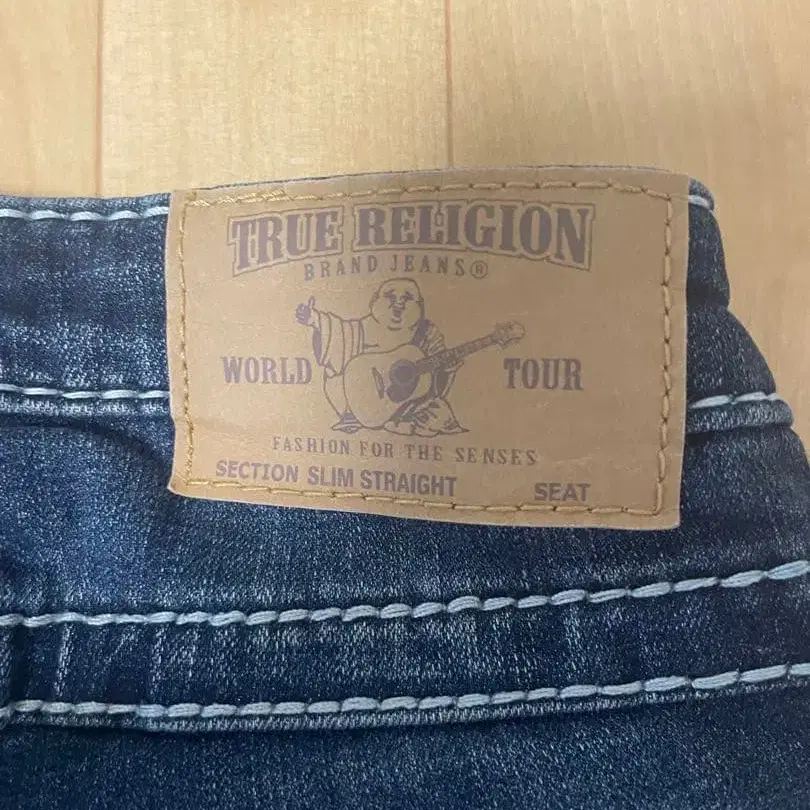 TRUE RELIGION
BRAND JEANS®
WORLD TOUR
FASHION FOR THE SENSES
SECTION SLIM STRAIGHT SEAT